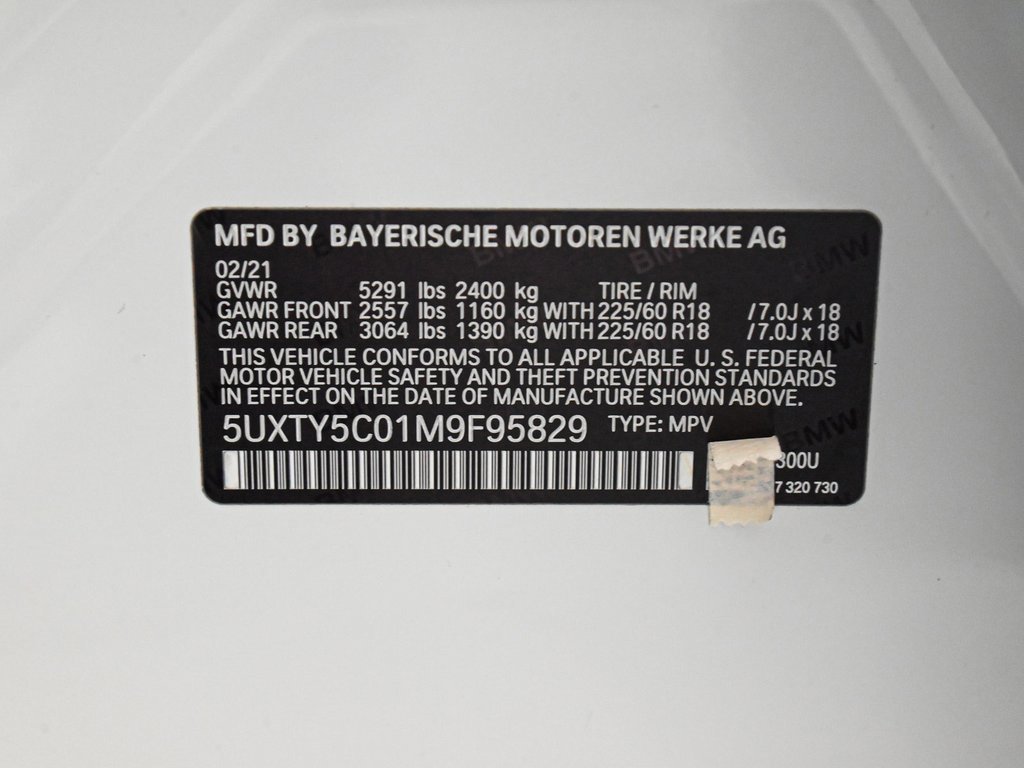 MFD BY BAYERISCHE MOTOREN WERKE AG
02/21
GVWR 5291 lbs 2400 kg TIRE / RIM
GAWR FRONT 2557 lbs 1160 kg WITH 225/60 R18 /7.0J x 18
GAWR REAR 3064 lbs 1390 kg WITH 225/60 R18 /7.0J x 18
THIS VEHICLE CONFORMS TO ALL APPLICABLE U. S. FEDERAL
MOTOR VEHICLE SAFETY AND THEFT PREVENTION STANDARDS
IN EFFECT ON THE DATE OF MANUFACTURE SHOWN ABOVE.
5UXTY5C01M9F95829 TYPE: MPV
300U
7 320 730